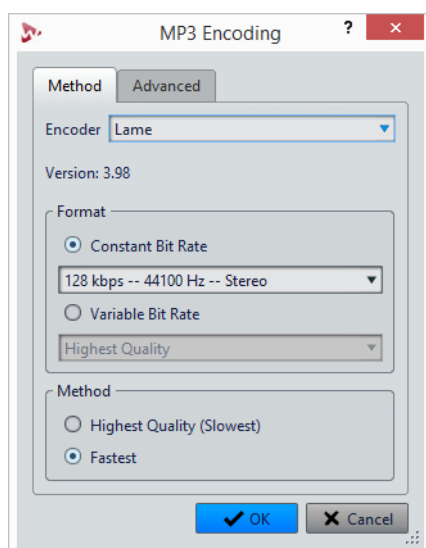 MP3 Encoding ?
Method Advanced
Encoder Lame
Version: 3.98
Format
Constant Bit Rate
128 kbps -- 44100 Hz -- Stereo
Variable Bit Rate
Highest Quality
Method
Highest Quality (Slowest)
Fastest
OK Cancel